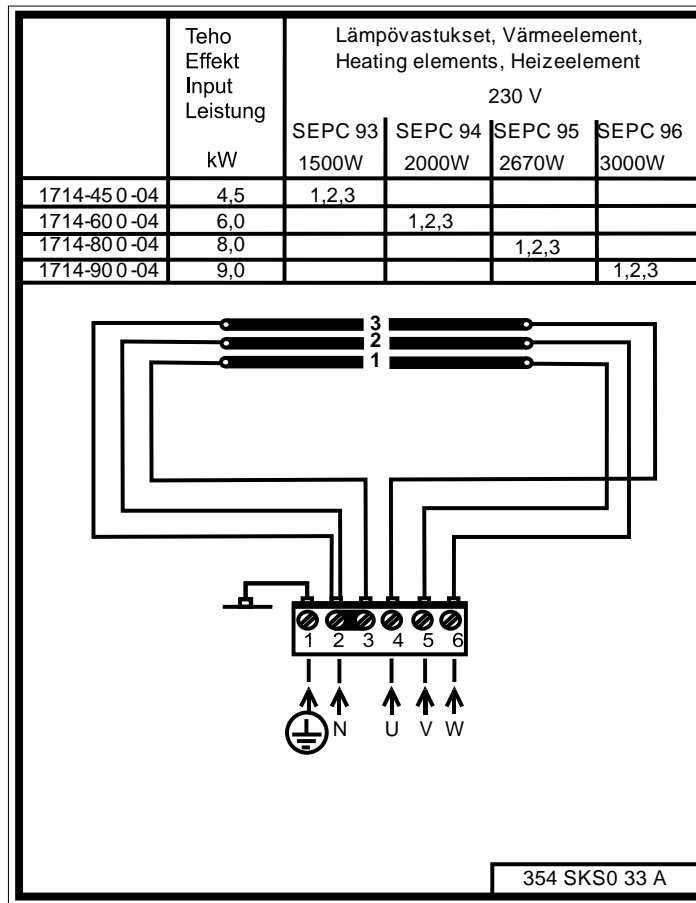 Teho
Effekt
Input
Leistung
kW
Lämpövastukset, Värmeelement,
Heating elements, Heizeelement
230 V
SEPC 93 SEPC 94 SEPC 95 SEPC 96
1500W 2000W 2670W 3000W
1714-450-04 4,5 1,2,3
1714-600-04 6,0 1,2,3
1714-800-04 8,0 1,2,3
1714-900-04 9,0 1,2,3
3
2
1
1 2 3 4 5 6
N U V W
354 SKS0 33 A